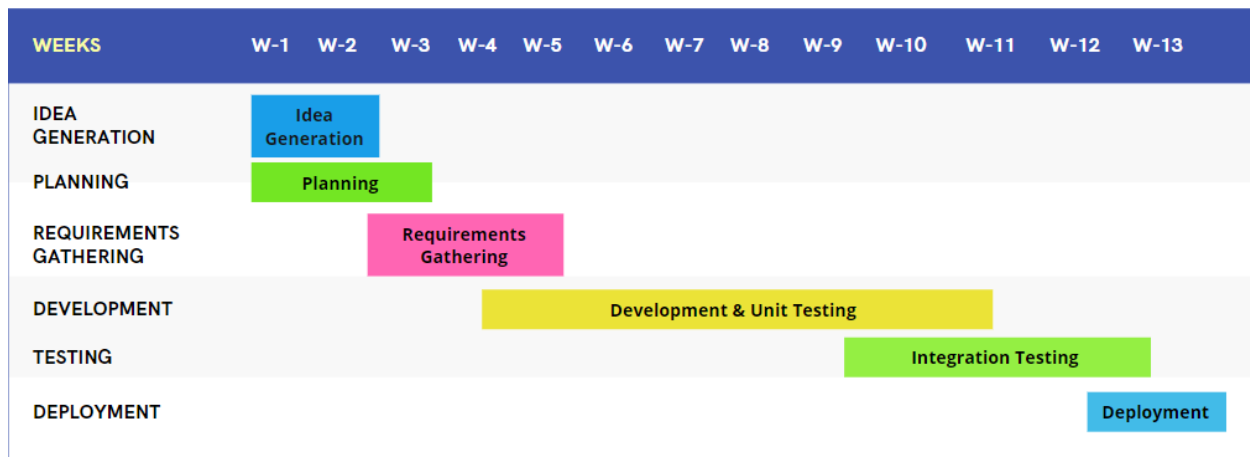 WEEKS W-1 W-2 W-3 W-4 W-5 W-6 W-7 W-8 W-9 W-10 W-11 W-12 W-13
IDEA
GENERATION
Idea
Generation
PLANNING
Planning
REQUIREMENTS
GATHERING
Requirements
Gathering
DEVELOPMENT
Development & Unit Testing
TESTING
Integration Testing
DEPLOYMENT
Deployment